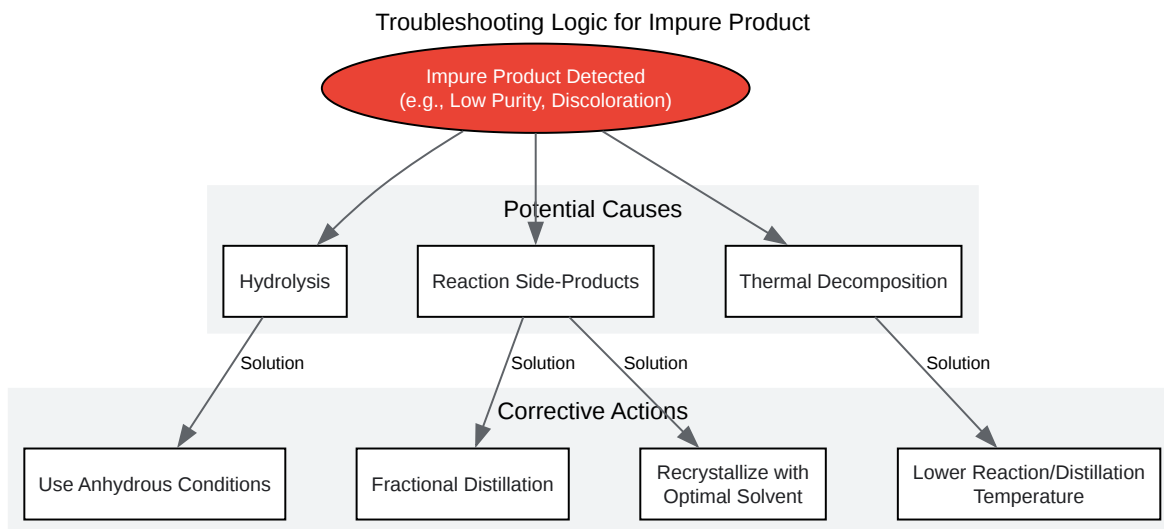 Troubleshooting Logic for Impure Product
Impure Product Detected
(e.g., Low Purity, Discoloration)
Potential Causes
Hydrolysis
Reaction Side-Products
Thermal Decomposition
Solution
Solution
Solution
Solution
Corrective Actions
Use Anhydrous Conditions
Fractional Distillation
Recrystallize with
Optimal Solvent
Lower Reaction/Distillation
Temperature